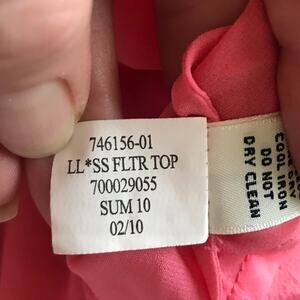 746156-01
LL*SS FLTR TOP
700029055
SUM 10
02/10
COOL IRON
DO NOT
DRY CLEAN